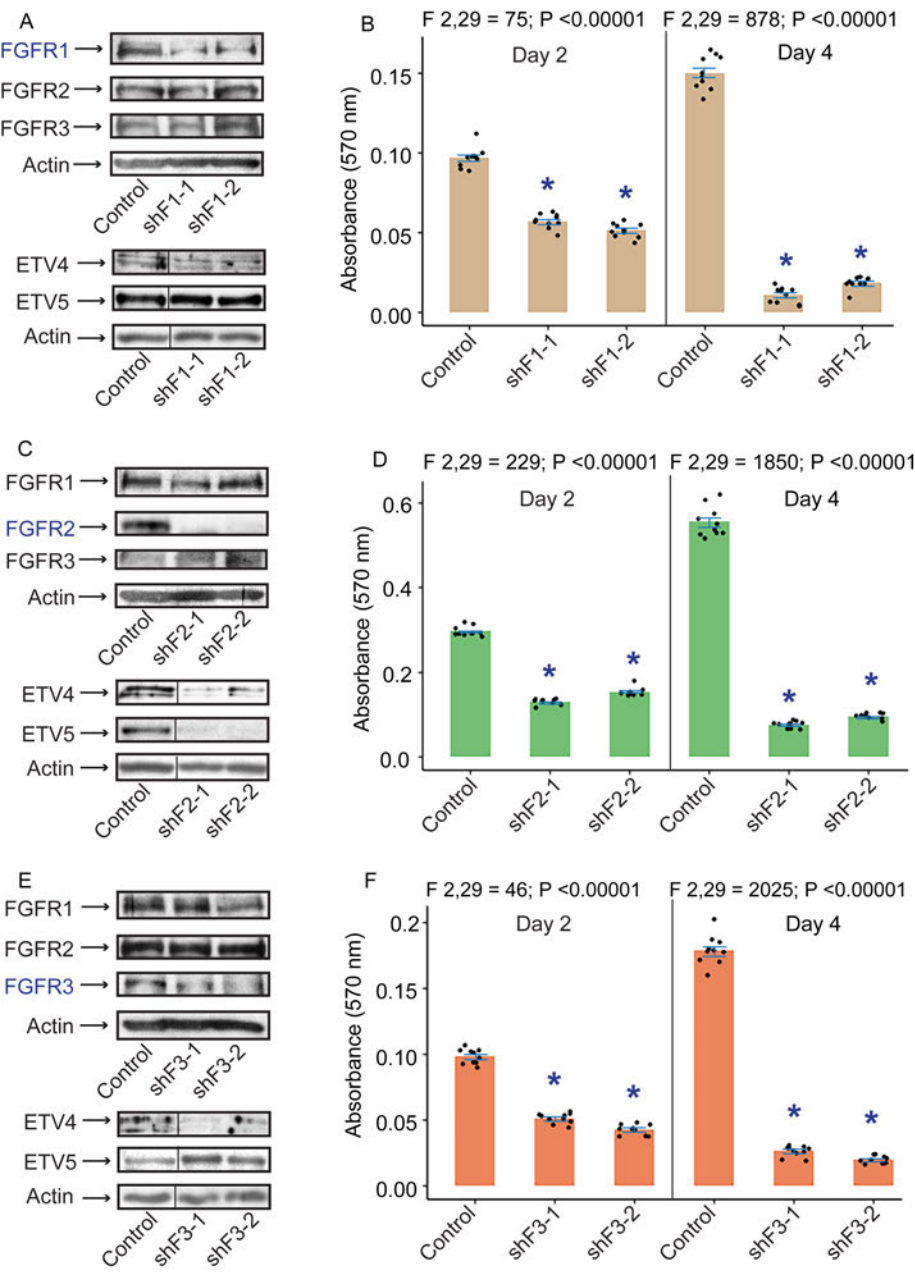 A
FGFR1
FGFR2
FGFR3
Actin
Control shF1-1 shF1-2
ETV4
ETV5
Actin
Control shF1-1 shF1-2
B
F 2,29 = 75; P <0.00001 F 2,29 = 878; P <0.00001
Day 2 Day 4
Absorbance (570 nm)
0.15
0.10
0.05
0.00
* * * *
Control shF1-1 shF1-2 Control shF1-1 shF1-2
C
FGFR1
FGFR2
FGFR3
Actin
Control shF2-1 shF2-2
ETV4
ETV5
Actin
Control shF2-1 shF2-2
D
F 2,29 = 229; P <0.00001 F 2,29 = 1850; P <0.00001
Day 2 Day 4
Absorbance (570 nm)
0.6
0.4
0.2
0.0
* * * *
Control shF2-1 shF2-2 Control shF2-1 shF2-2
E
FGFR1
FGFR2
FGFR3
Actin
Control shF3-1 shF3-2
ETV4
ETV5
Actin
Control shF3-1 shF3-2
F
F 2,29 = 46; P <0.00001 F 2,29 = 2025; P <0.00001
Day 2 Day 4
Absorbance (570 nm)
0.2
0.15
0.10
0.05
0.00
* * * *
Control shF3-1 shF3-2 Control shF3-1 shF3-2